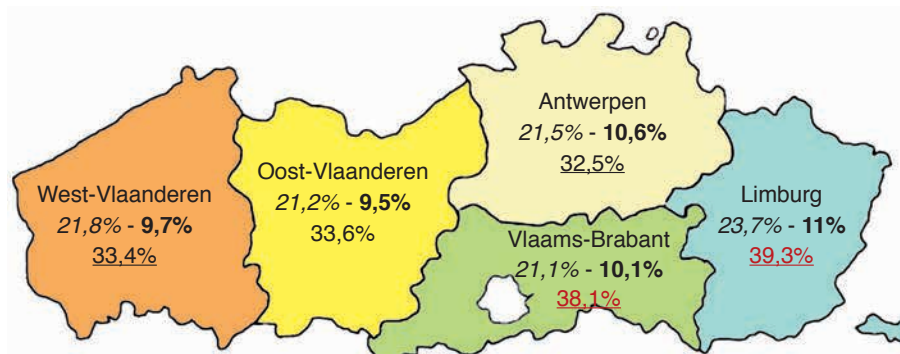 West-Vlaanderen
21,8% - 9,7%
33,4%
Oost-Vlaanderen
21,2% - 9,5%
33,6%
Antwerpen
21,5% - 10,6%
32,5%
Vlaams-Brabant
21,1% - 10,1%
38,1%
Limburg
23,7% - 11%
39,3%